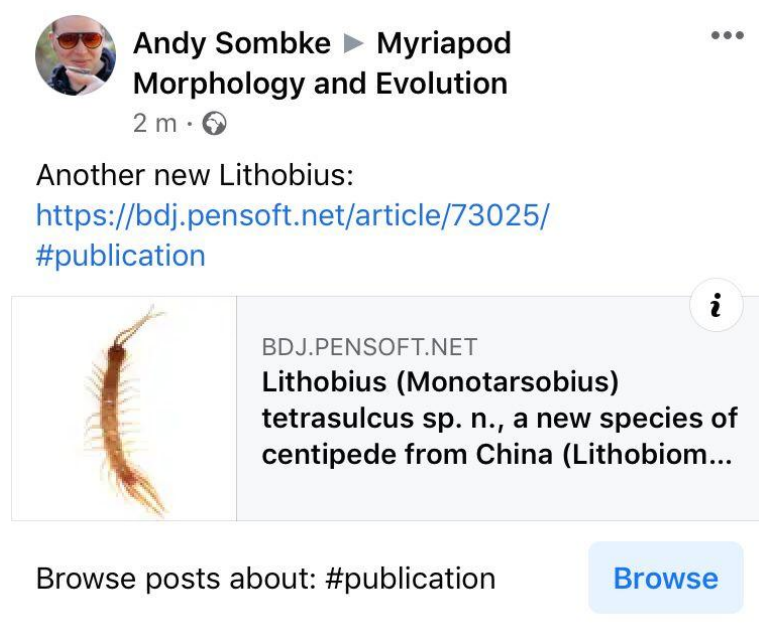 Andy Sombke ▶ Myriapod
Morphology and Evolution
2 m ·
Another new Lithobius:
https://bdj.pensoft.net/article/73025/
#publication
i
BDJ.PENSOFT.NET
Lithobius (Monotarsobius)
tetrasulcus sp. n., a new species of
centipede from China (Lithobiom...
Browse posts about: #publication
Browse